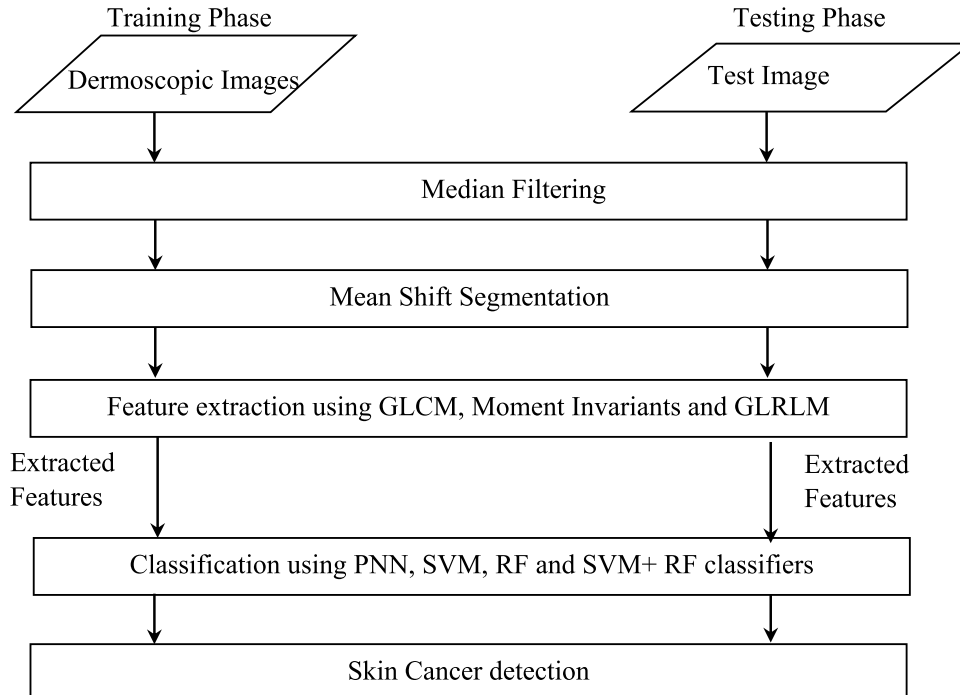 Training Phase
Testing Phase
Dermoscopic Images
Test Image
Median Filtering
Mean Shift Segmentation
Feature extraction using GLCM, Moment Invariants and GLRLM
Extracted
Features
Extracted
Features
Classification using PNN, SVM, RF and SVM+ RF classifiers
Skin Cancer detection